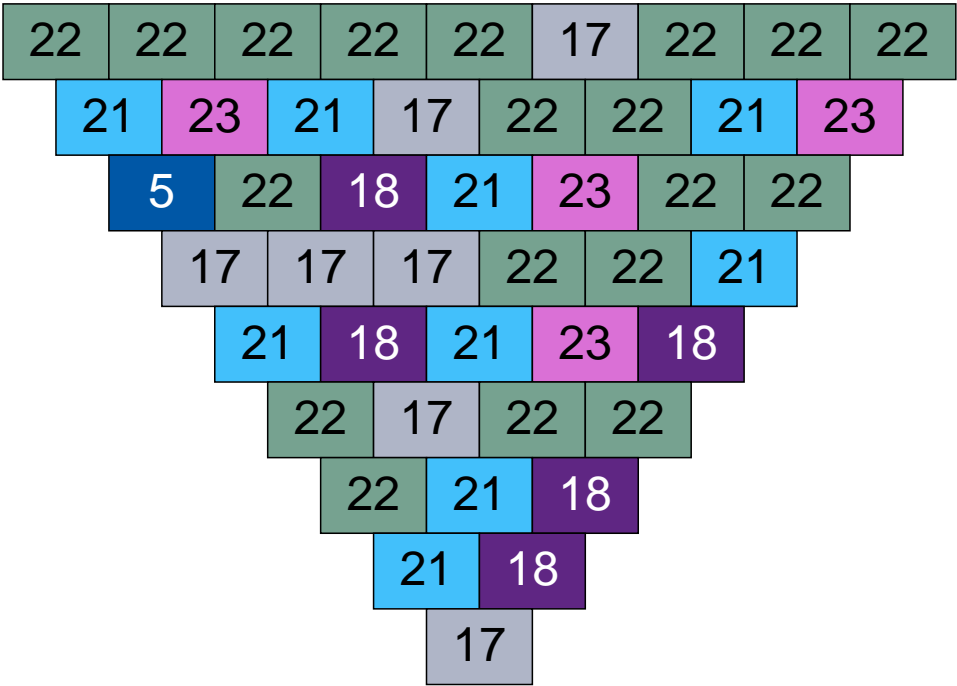 22 22 22 22 22 17 22 22 22
21 23 21 17 22 22 21 23
5 22 18 21 23 22 22
17 17 17 22 22 21
21 18 21 23 18
22 17 22 22
22 21 18
21 18
17